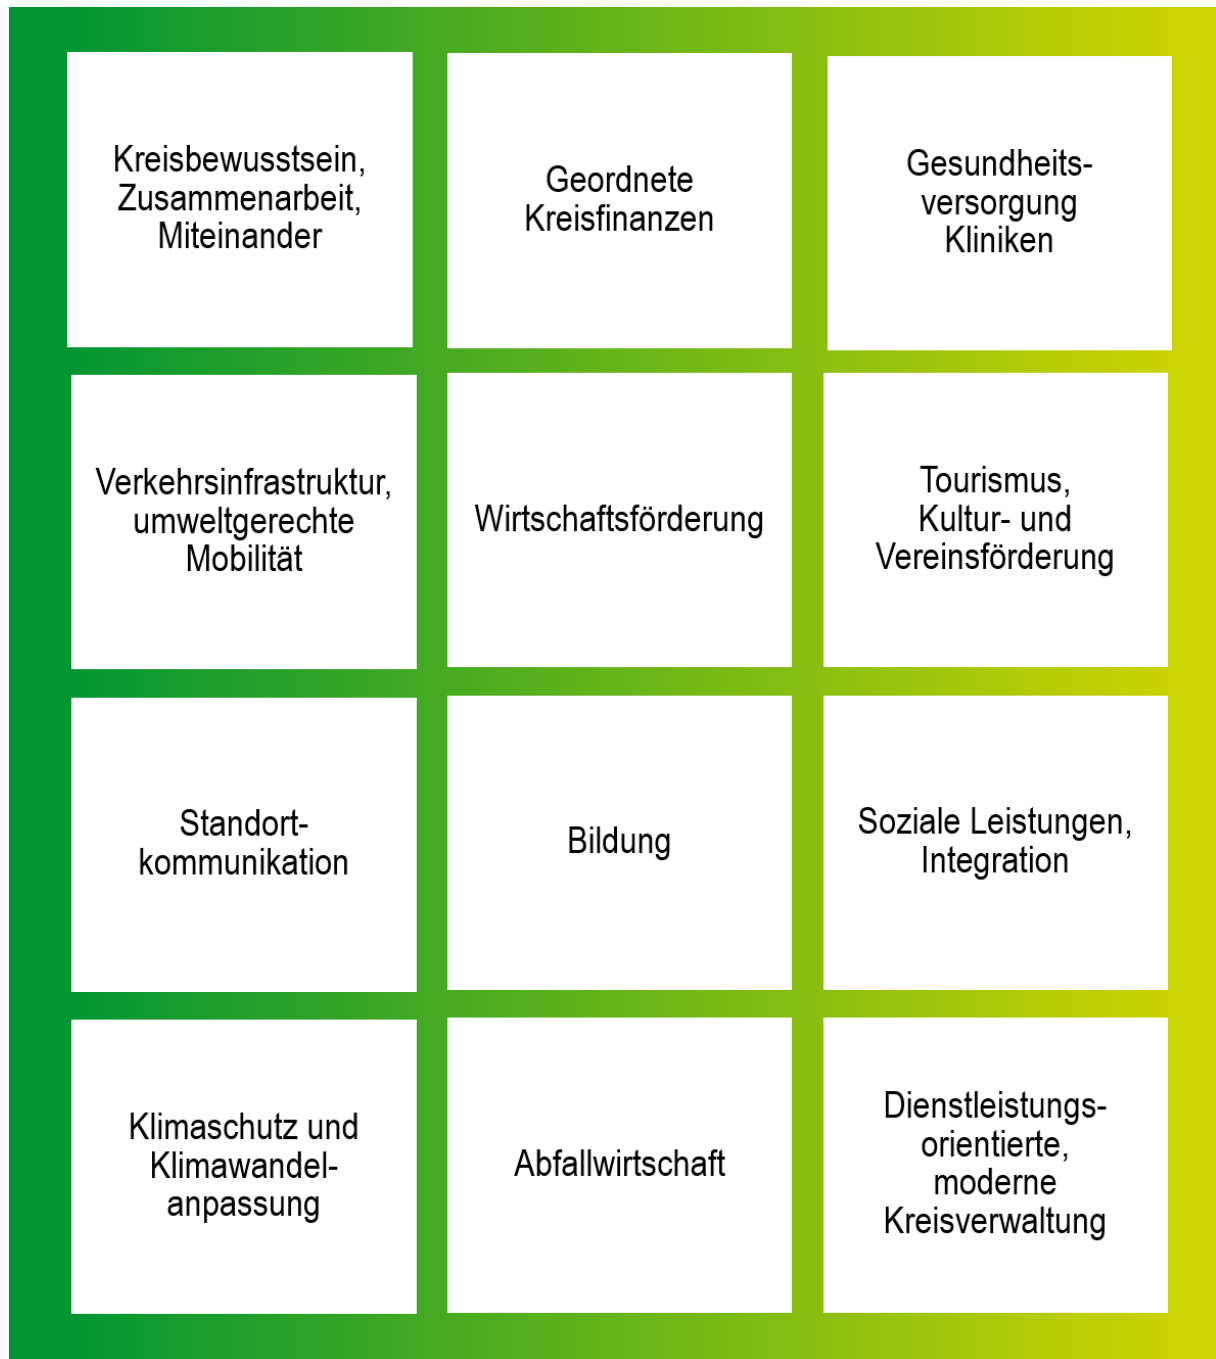 Kreisbewusstsein,
Zusammenarbeit,
Miteinander
Geordnete
Kreisfinanzen
Gesundheits-
versorgung
Kliniken
Verkehrsinfrastruktur,
umweltgerechte
Mobilität
Wirtschaftsförderung
Tourismus,
Kultur- und
Vereinsförderung
Standort-
kommunikation
Bildung
Soziale Leistungen,
Integration
Klimaschutz und
Klimawandel-
anpassung
Abfallwirtschaft
Dienstleistungs-
orientierte,
moderne
Kreisverwaltung